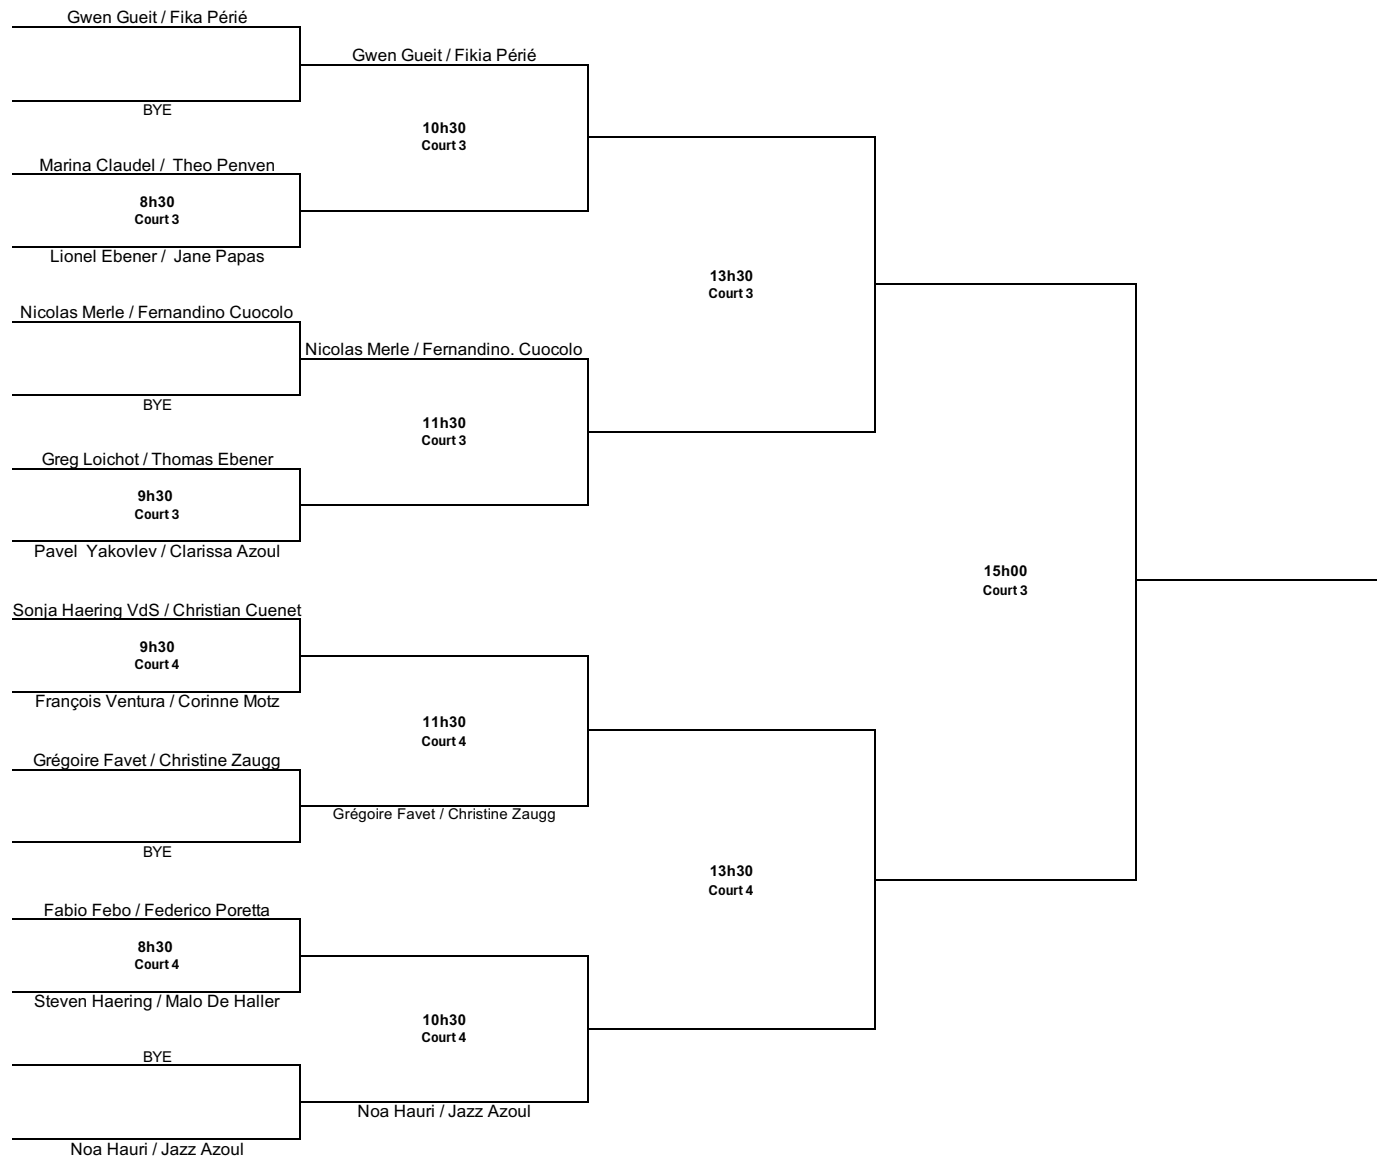 Gwen Gueit / Fika Périé
Gwen Gueit / Fikia Périé
BYE
10h30
Court 3
Marina Claudel /  Theo Penven
8h30
Court 3
Lionel Ebener /  Jane Papas
13h30
Court 3
Nicolas Merle / Fernandino Cuocolo
Nicolas Merle / Fernandino. Cuocolo
BYE
11h30
Court 3
Greg Loichot / Thomas Ebener
9h30
Court 3
Pavel  Yakovlev / Clarissa Azoul
15h00
Court 3
Sonja Haering VdS / Christian Cuenet
9h30
Court 4
François Ventura / Corinne Motz
11h30
Court 4
Grégoire Favet / Christine Zaugg
Grégoire Favet / Christine Zaugg
BYE
13h30
Court 4
Fabio Febo / Federico Poretta
8h30
Court 4
Steven Haering / Malo De Haller
10h30
Court 4
BYE
Noa Hauri / Jazz Azoul
Noa Hauri / Jazz Azoul